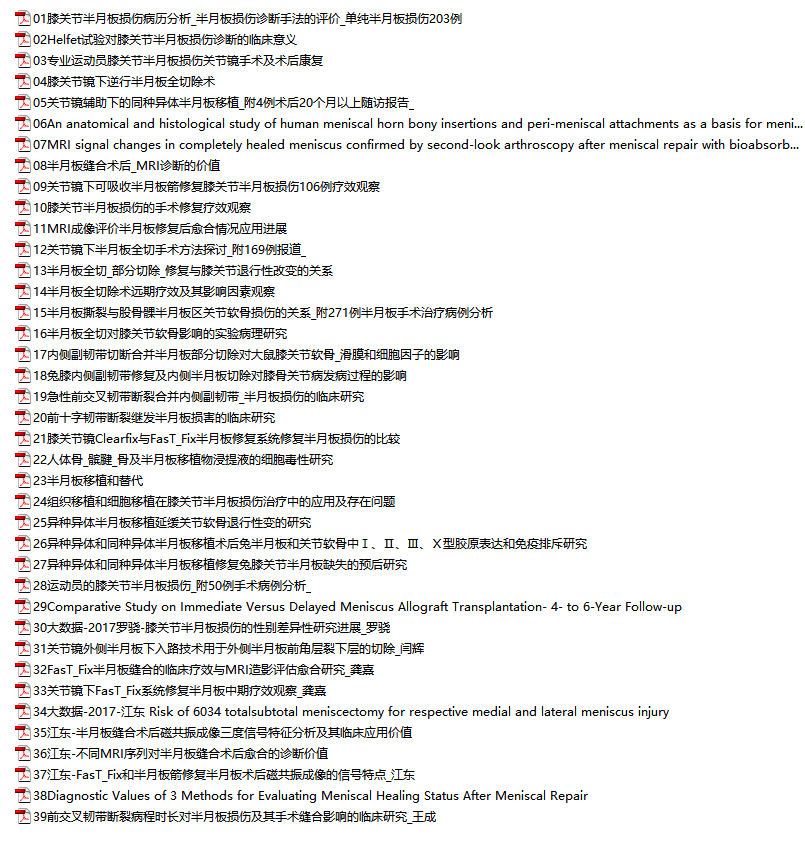 01膝关节半月板损伤病历分析_半月板损伤诊断手法的评价_单纯半月板损伤203例
02Helfet试验对膝关节半月板损伤诊断的临床意义
03专业运动员膝关节半月板损伤关节镜手术及术后康复
04膝关节镜下逆行半月板全切除术
05关节镜辅助下的同种异体半月板移植_附4例术后20个月以上随访报告_
06An anatomical and histological study of human meniscal horn bony insertions and peri-meniscal attachments as a basis for meni...
07MRI signal changes in completely healed meniscus confirmed by second-look arthroscopy after meniscal repair with bioabsorb...
08半月板缝合术后_MRI诊断的价值
09关节镜下可吸收半月板箭修复膝关节半月板损伤106例疗效观察
10膝关节半月板损伤的手术修复疗效观察
11MRI成像评价半月板修复后愈合情况应用进展
12关节镜下半月板全切手术方法探讨_附169例报道_
13半月板全切_部分切除_修复与膝关节退行性改变的关系
14半月板全切除术远期疗效及其影响因素观察
15半月板撕裂与股骨髁半月板区关节软骨损伤的关系_附271例半月板手术治疗病例分析
16半月板全切对膝关节软骨影响的实验病理研究
17内侧副韧带切断合并半月板部分切除对大鼠膝关节软骨_滑膜和细胞因子的影响
18兔膝内侧副韧带修复及内侧半月板切除对膝骨关节病发病过程的影响
19急性前交叉韧带断裂合并内侧副韧带_半月板损伤的临床研究
20前十字韧带断裂继发半月板损害的临床研究
21膝关节镜Clearfix与FasT_Fix半月板修复系统修复半月板损伤的比较
22人体骨_髌腱_骨及半月板移植物浸提液的细胞毒性研究
23半月板移植和替代
24组织移植和细胞移植在膝关节半月板损伤治疗中的应用及存在问题
25异种异体半月板移植延缓关节软骨退行性变的研究
26异种异体和同种异体半月板移植术后兔半月板和关节软骨中Ⅰ、Ⅱ、Ⅲ、Ⅹ型胶原表达和免疫排斥研究
27异种异体和同种异体半月板移植修复兔膝关节半月板缺失的预后研究
28运动员的膝关节半月板损伤_附50例手术病例分析_
29Comparative Study on Immediate Versus Delayed Meniscus Allograft Transplantation- 4- to 6-Year Follow-up
30大数据-2017罗骁-膝关节半月板损伤的性别差异性研究进展_罗骁
31关节镜外侧半月板下入路技术用于外侧半月板前角层裂下层的切除_闫辉
32FasT_Fix半月板缝合的临床疗效与MRI造影评估愈合研究_龚熹
33关节镜下FasT_Fix系统修复半月板中期疗效观察_龚熹
34大数据-2017-江东 Risk of 6034 totalsubtotal meniscectomy for respective medial and lateral meniscus injury
35江东-半月板缝合术后磁共振成像三度信号特征分析及其临床应用价值
36江东-不同MRI序列对半月板缝合术后愈合的诊断价值
37江东-FasT_Fix和半月板箭修复半月板术后磁共振成像的信号特点_江东
38Diagnostic Values of 3 Methods for Evaluating Meniscal Healing Status After Meniscal Repair
39前交叉韧带断裂病程时长对半月板损伤及其手术缝合影响的临床研究_王成